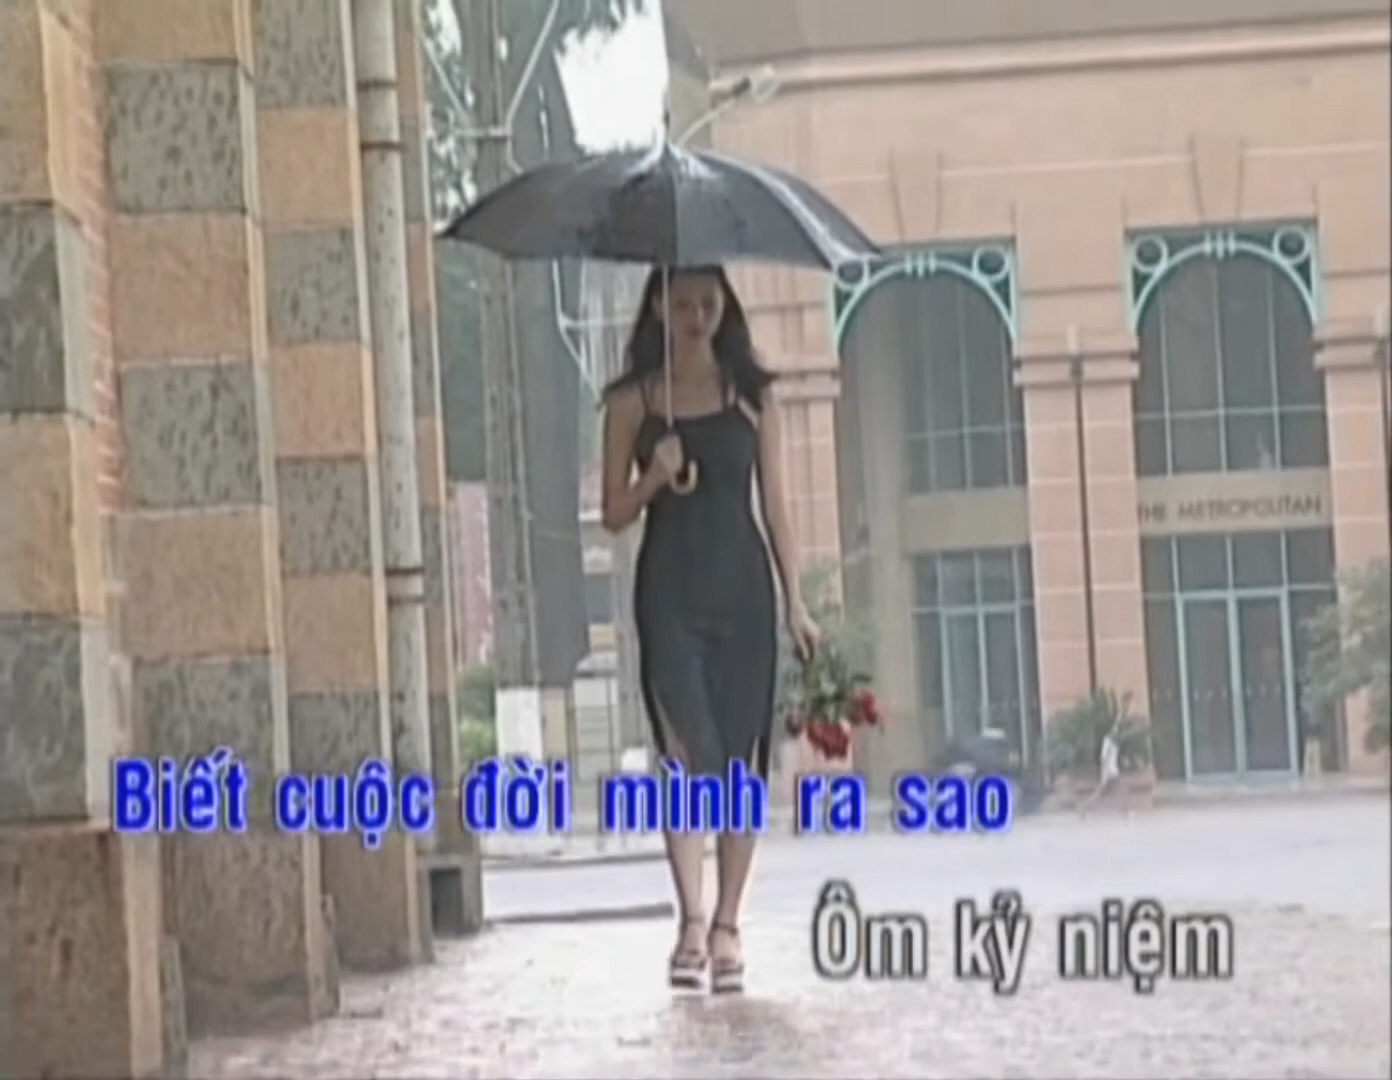 THE METROPOLITAN
Biết cuộc đời mình ra sao
Ôm kỷ niệm